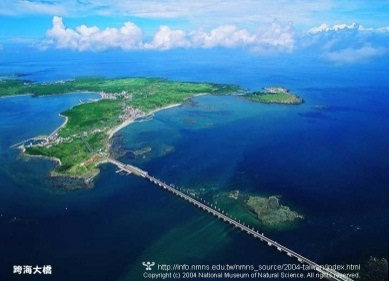 跨海大橋
http://info.nmns.edu.tw/nmns_source/2004-taiwan/index.html
Copyright (c) 2004 National Museum of Natural Science. All rights reserved.